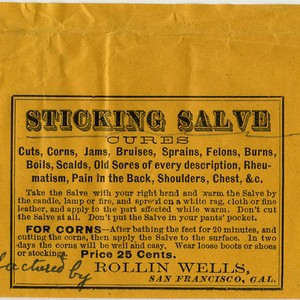 STICKING SALVE
CURES
Cuts, Corns, Jams, Bruises, Sprains, Felons, Burns,
Boils, Scalds, Old Sores of every description, Rheu-
matism, Pain in the Back, Shoulders, Chest, &c.
Take the Salve with your right hend and warm the Salve by
the candle, lamp or fire, and spread on a white rag, cloth or fine
leather, and apply to the part affected while warm. Don't cut
the Salve at all. Don't put the Salve in your pants' pocket.
FOR CORNS—After bathing the feet for 20 minutes, and
cutting the corns, then apply the Salve to the surface. In two
days the corns will be well and easy. Wear loose boots or shoes
or stockings. Price 25 Cents.
factured by ROLLIN WELLS,
SAN FRANCISCO, CAL.